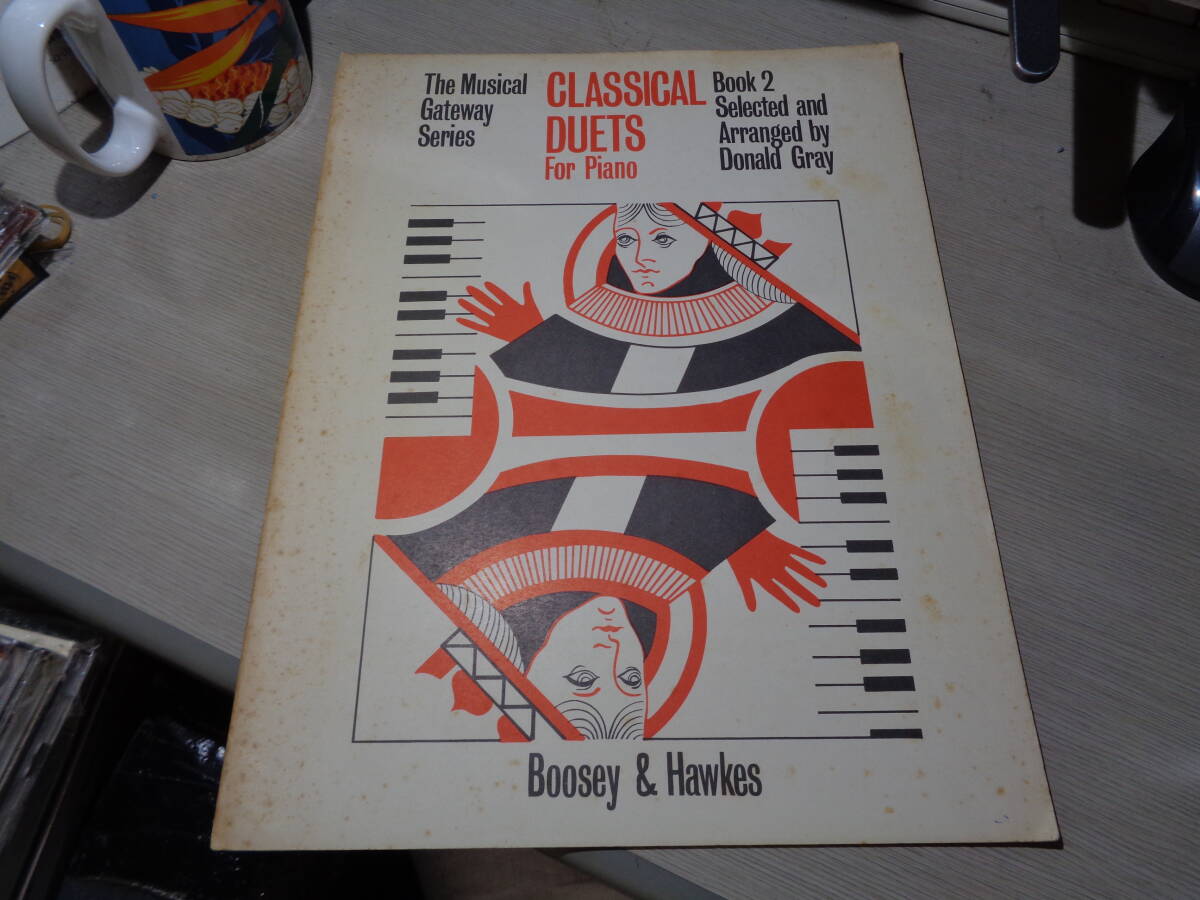 The Musical
Gateway
Series
CLASSICAL
DUETS
For Piano
Book 2
Selected and
Arranged by
Donald Gray
Boosey & Hawkes